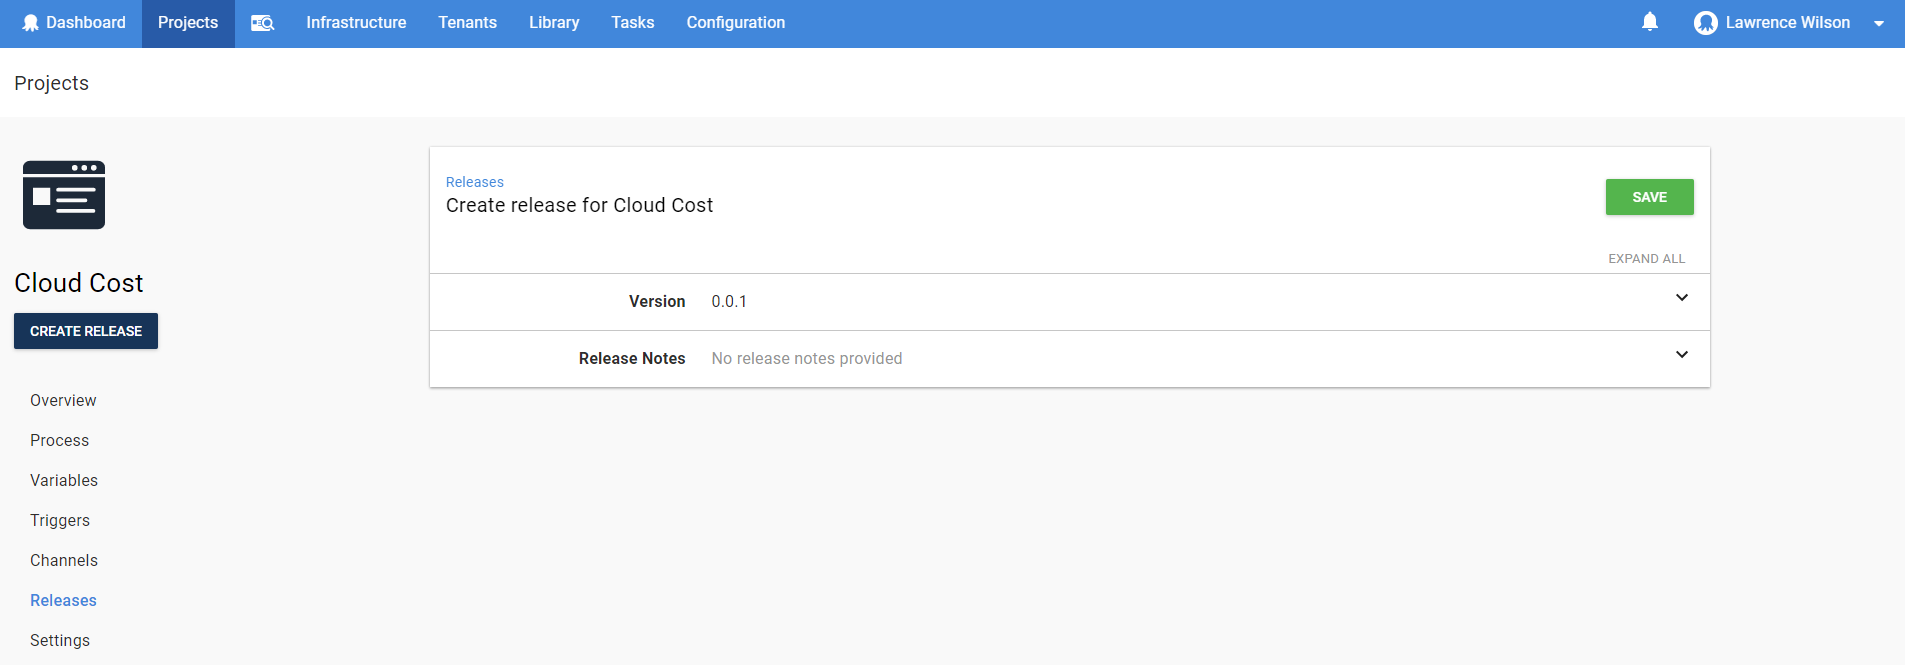 Dashboard Projects Infrastructure Tenants Library Tasks Configuration Lawrence Wilson
Projects
Cloud Cost
CREATE RELEASE
Overview
Process
Variables
Triggers
Channels
Releases
Settings
Releases
Create release for Cloud Cost
SAVE
EXPAND ALL
Version 0.0.1
Release Notes No release notes provided